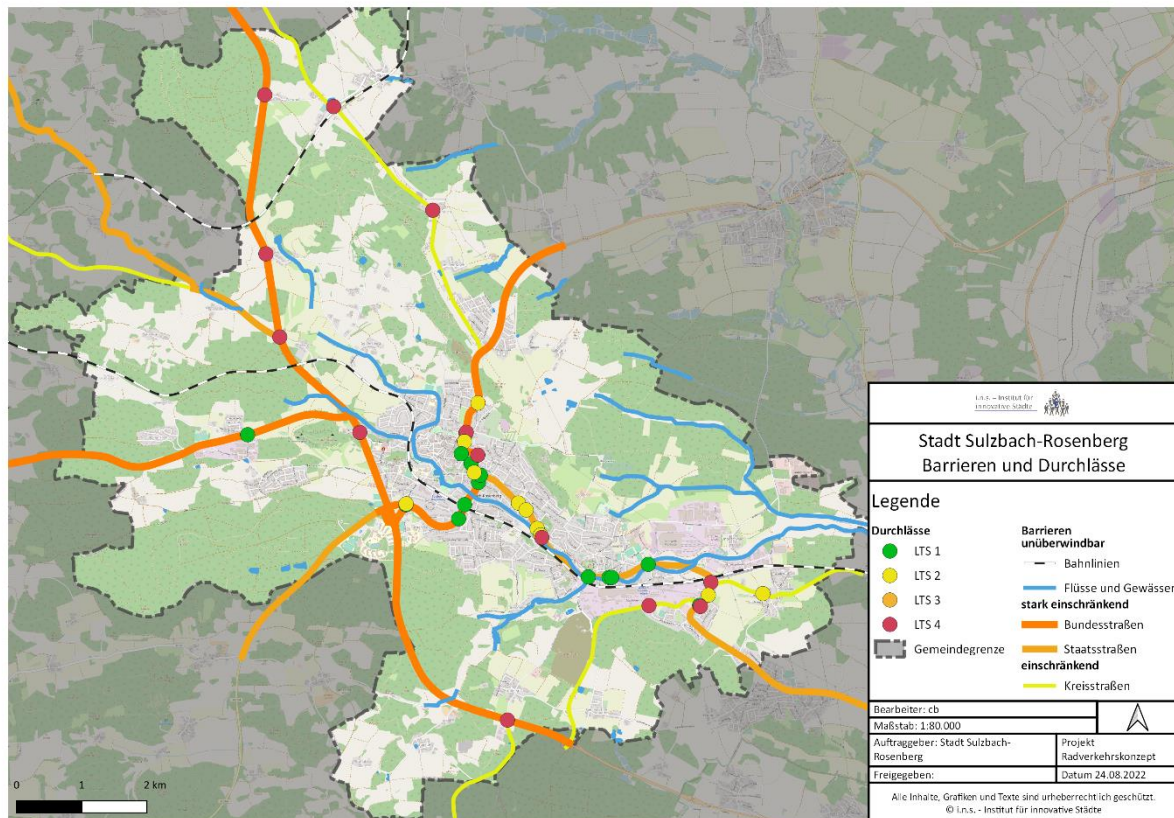 i.n.s. – Institut für
innovative Städte
Stadt Sulzbach-Rosenberg
Barrieren und Durchlässe
Legende
Durchlässe
LTS 1
LTS 2
LTS 3
LTS 4
Gemeindegrenze
Barrieren
unüberwindbar
Bahnlinien
Flüsse und Gewässer
stark einschränkend
Bundesstraßen
Staatsstraßen
einschränkend
Kreisstraßen
Bearbeiter: cb
Maßstab: 1:80.000
Auftraggeber: Stadt Sulzbach-
Rosenberg
Projekt
Radverkehrskonzept
Freigegeben:
Datum 24.08.2022
Alle Inhalte, Grafiken und Texte sind urheberrechtlich geschützt.
© i.n.s. - Institut für innovative Städte
0 1 2 km